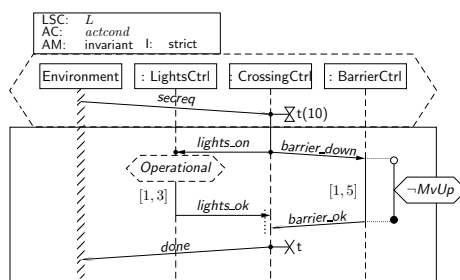 LSC: L
AC: actcond
AM: invariant I: strict
Environment : LightsCtrl : CrossingCtrl : BarrierCtrl
secreq
t(10)
lights_on barrier_down
Operational
[1, 3] [1, 5] ¬MvUp
lights_ok barrier_ok
done t